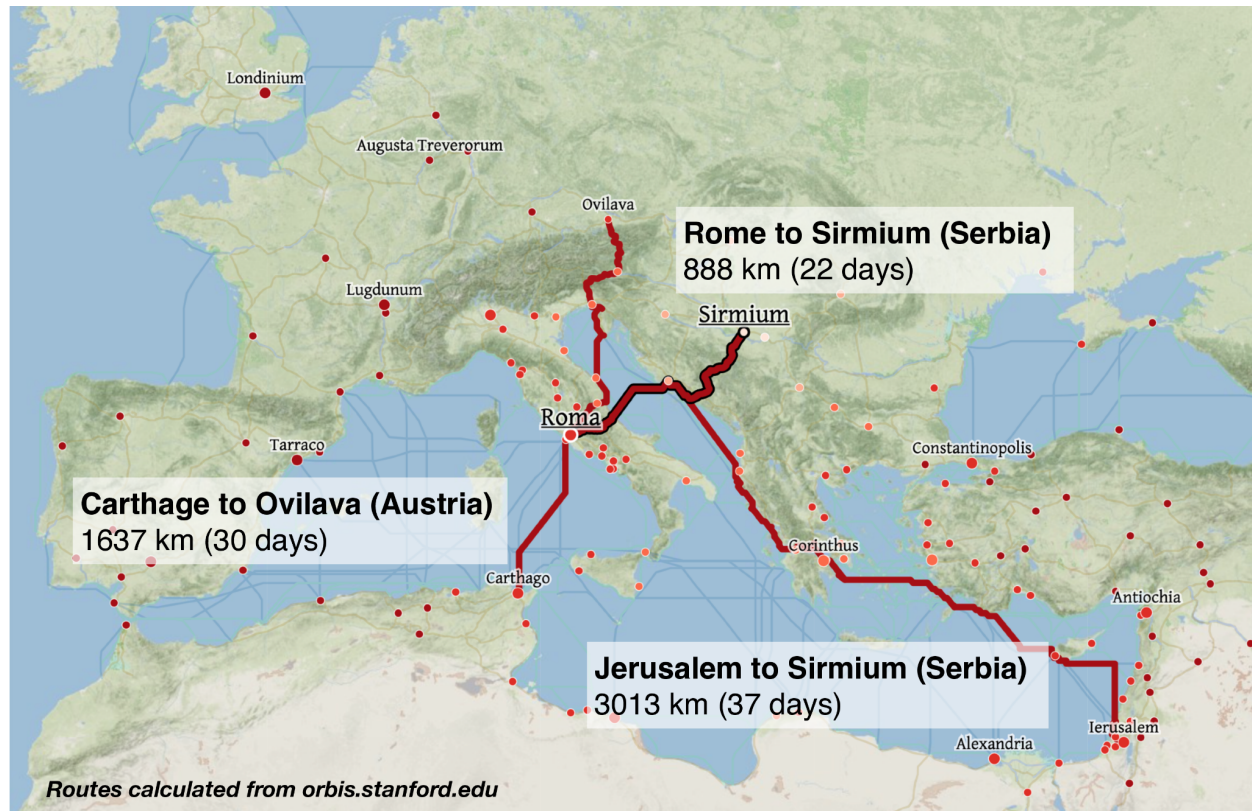 Londinium
Augusta Treverorum
Ovilava
Rome to Sirmium (Serbia)
888 km (22 days)
Lugdunum
Sirmium
Roma
Tarraco
Constantinopolis
Carthage to Ovilava (Austria)
1637 km (30 days)
Corinthus
Carthago
Antiochia
Jerusalem to Sirmium (Serbia)
3013 km (37 days)
Ierusalem
Alexandria
Routes calculated from orbis.stanford.edu